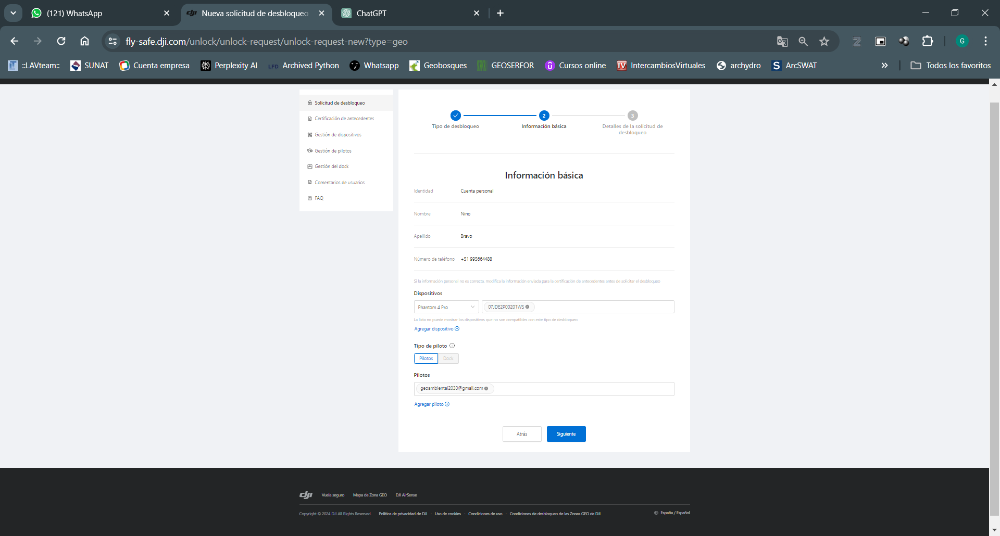 (121) WhatsApp
dji Nueva solicitud de desbloqueo
ChatGPT
fly-safe.dji.com/unlock/unlock-request/unlock-request-new?type=geo
G
::LAVteam::
SUNAT
Cuenta empresa
Perplexity AI
LFD Archived Python
Whatsapp
Geobosques
GEOSERFOR
Cursos online
IV IntercambiosVirtuales
archydro
S ArcSWAT
»
Todos los favoritos
Solicitud de desbloqueo
Certificación de antecedentes
Gestión de dispositivos
Gestión de pilotos
Gestión del dock
Comentarios de usuarios
FAQ
Tipo de desbloqueo
2
Información básica
3
Detalles de la solicitud de
desbloqueo
Información básica
Identidad Cuenta personal
Nombre Nino
Apellido Bravo
Número de teléfono +51 995664488
Si la información personal no es correcta, modifica la información enviada para la certificación de antecedentes antes de solicitar el desbloqueo
Dispositivos
Phantom 4 Pro 07JDE2P00201WS
La lista no puede mostrar los dispositivos que no son compatibles con este tipo de desbloqueo
Agregar dispositivo
Tipo de piloto
Pilotos Dock
Pilotos
geoambiental2030@gmail.com
Agregar piloto
Atrás Siguiente
dji Vuela seguro Mapa de Zona GEO DJI AirSense
Copyright © 2024 DJI All Rights Reserved. Política de privacidad de DJI · Uso de cookies · Condiciones de uso · Condiciones de desbloqueo de las Zonas GEO de DJI España / Español